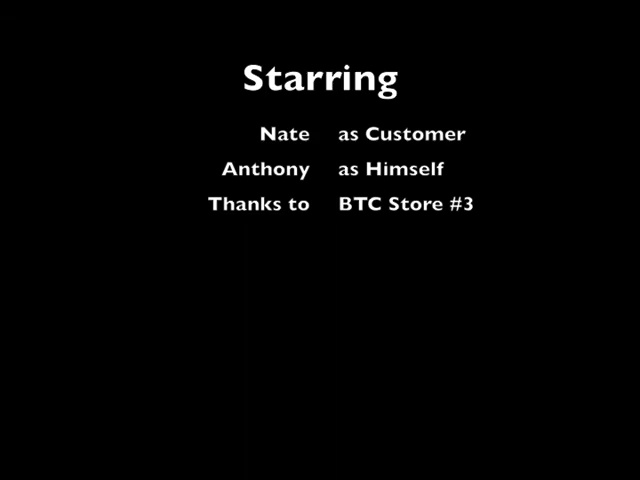 Starring
Nate as Customer
Anthony as Himself
Thanks to BTC Store #3